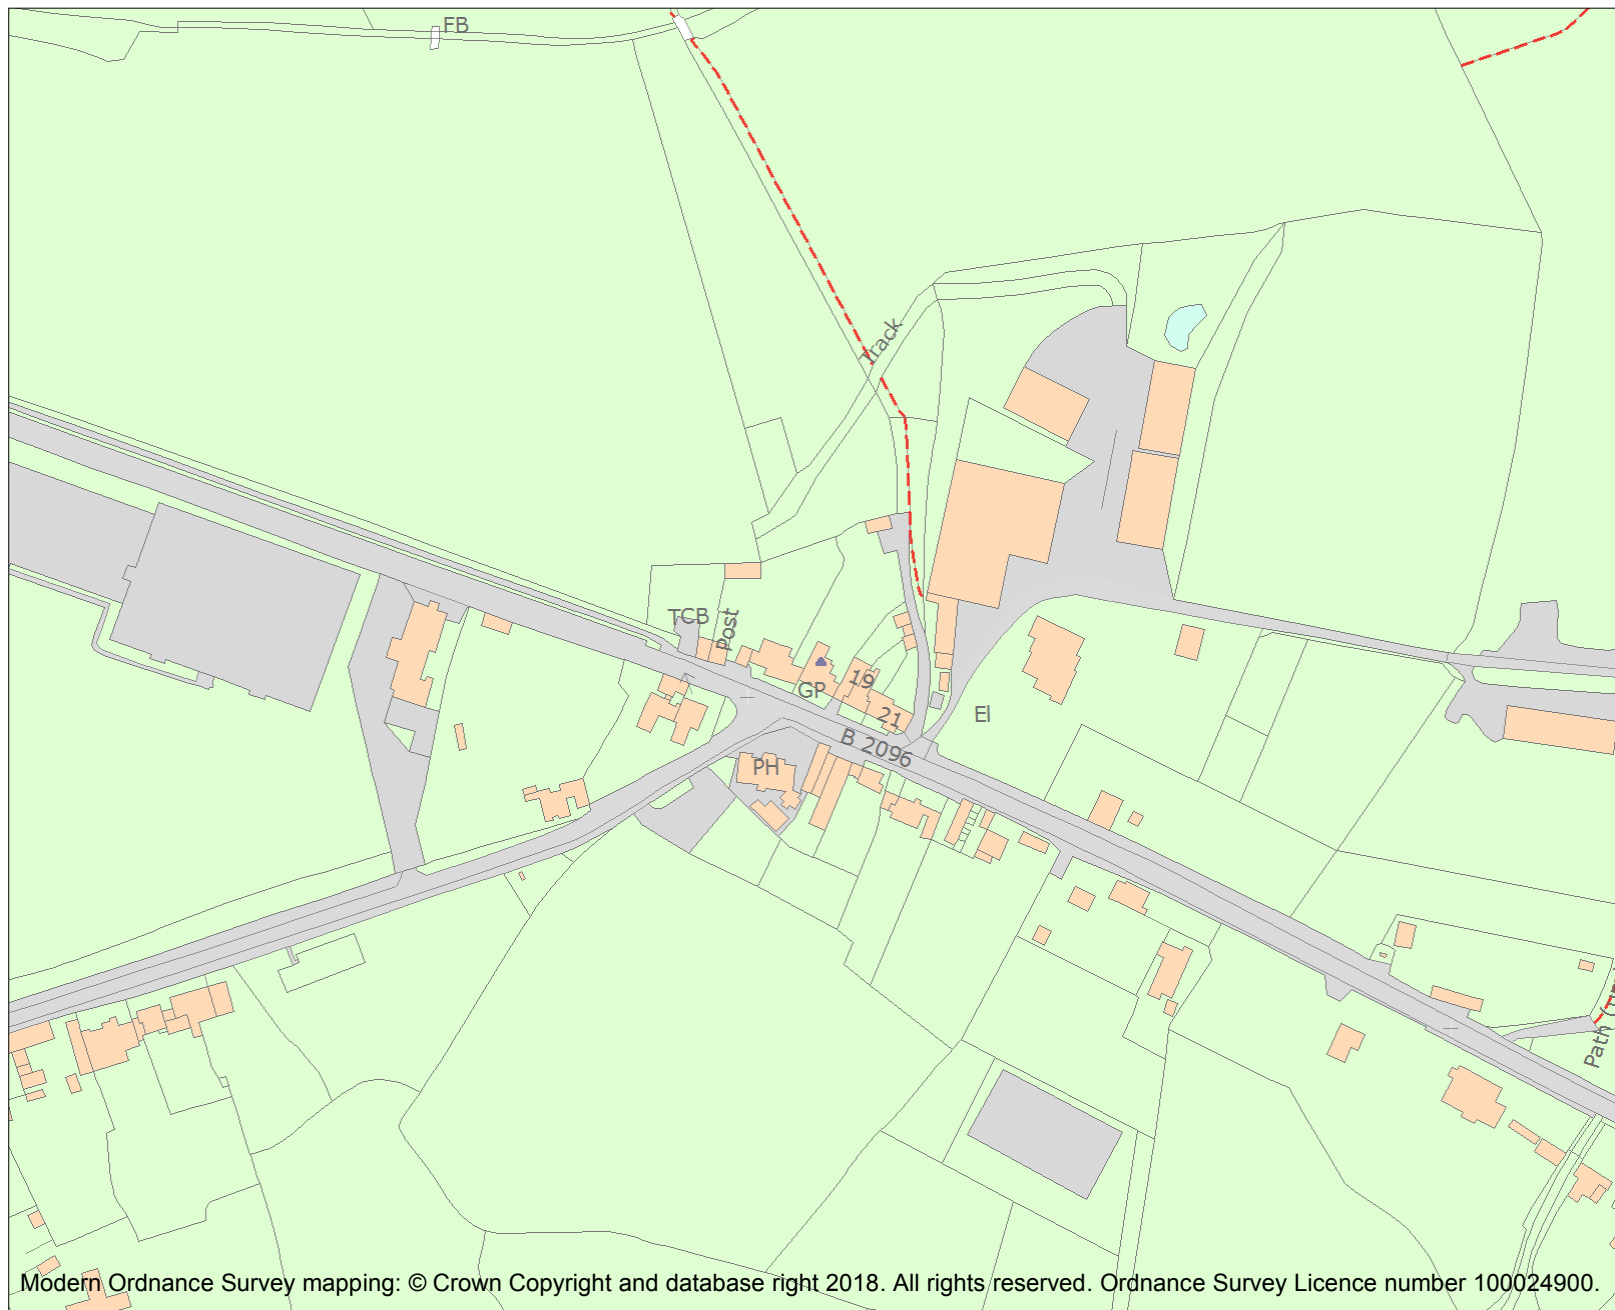 FB
Track
TCB
Post
GP
19
21
El
B 2096
PH
Modern Ordnance Survey mapping: © Crown Copyright and database right 2018. All rights reserved. Ordnance Survey Licence number 100024900.